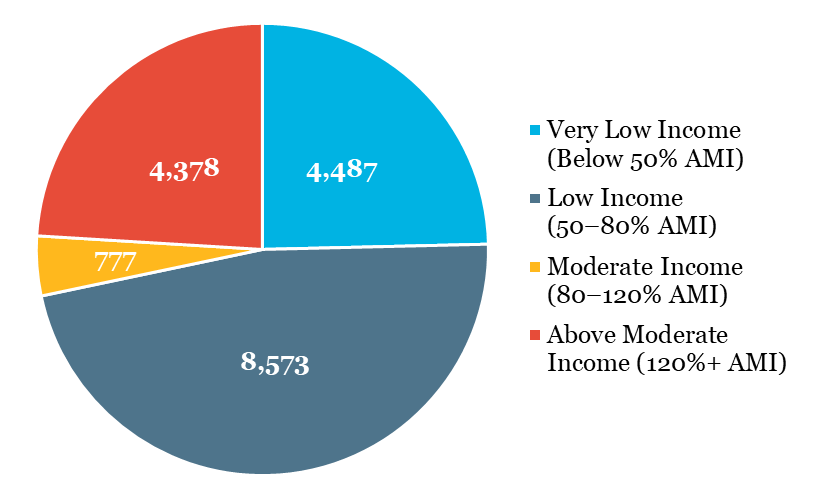 4,378
4,487
777
8,573
Very Low Income
(Below 50% AMI)
Low Income
(50–80% AMI)
Moderate Income
(80–120% AMI)
Above Moderate
Income (120%+ AMI)